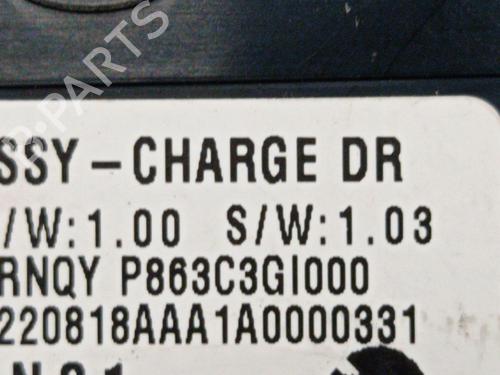 SSY-CHARGE DR
/W:1.00 S/W:1.03
RNQY P863C3GI000
220818AAA1A0000331
B-PARTS